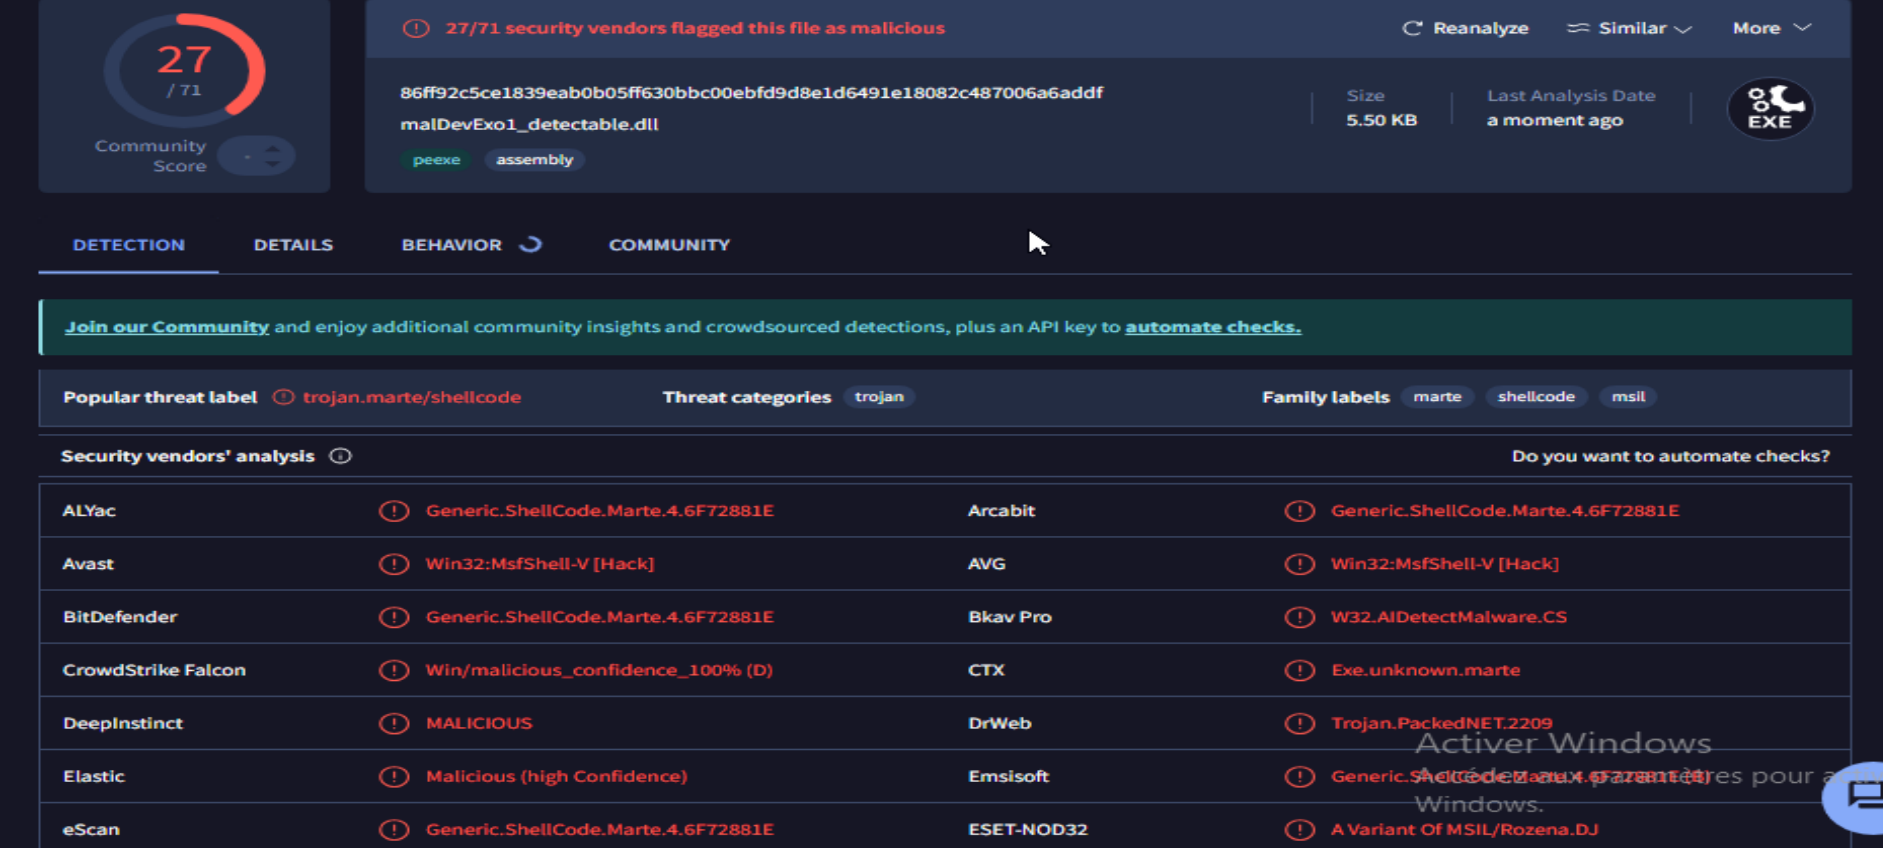 27
/ 71
Community
Score
-
27/71 security vendors flagged this file as malicious
Reanalyze
Similar
More
86ff92c5ce1839eab0b05ff630bbc00ebfd9d8e1d6491e18082c487006a6addf
malDevExo1_detectable.dll
peexe assembly
Size
5.50 KB
Last Analysis Date
a moment ago
EXE
DETECTION DETAILS BEHAVIOR COMMUNITY
Join our Community and enjoy additional community insights and crowdsourced detections, plus an API key to automate checks.
Popular threat label trojan.marte/shellcode Threat categories trojan Family labels marte shellcode msil
Security vendors' analysis Do you want to automate checks?
ALYac Generic.ShellCode.Marte.4.6F72881E Arcabit Generic.ShellCode.Marte.4.6F72881E
Avast Win32:MsfShell-V [Hack] AVG Win32:MsfShell-V [Hack]
BitDefender Generic.ShellCode.Marte.4.6F72881E Bkav Pro W32.AIDetectMalware.CS
CrowdStrike Falcon Win/malicious_confidence_100% (D) CTX Exe.unknown.marte
DeepInstinct MALICIOUS DrWeb Trojan.PackedNET.2209
Activer Windows
Elastic Malicious (high Confidence) Emsisoft Generic.ShellCode.Marte.4.6F72881E (B)
Accédez aux paramètres pour
Windows.
eScan Generic.ShellCode.Marte.4.6F72881E ESET-NOD32 A Variant Of MSIL/Rozena.DJ